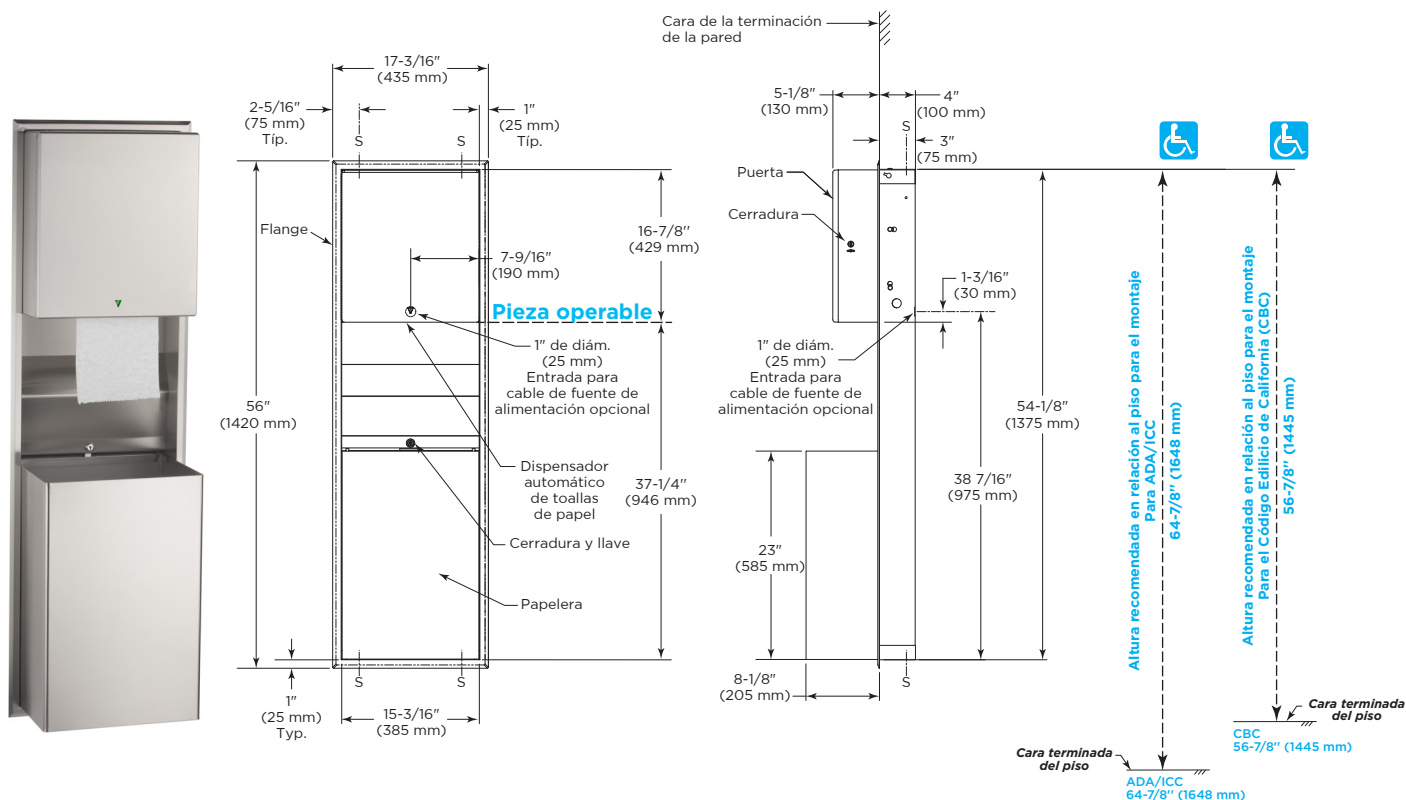 Cara de la terminación
de la pared
17-3/16"
(435 mm)
2-5/16"
(75 mm)
Típ.
1"
(25 mm)
Típ.
S
S
Flange
7-9/16"
(190 mm)
16-7/8"
(429 mm)
Pieza operable
1" de diám.
(25 mm)
Entrada para
cable de fuente de
alimentación opcional
56"
(1420 mm)
Dispensador
automático
de toallas
de papel
37-1/4"
(946 mm)
Cerradura y llave
Papelera
S
S
1"
(25 mm)
Typ.
15-3/16"
(385 mm)
5-1/8"
(130 mm)
4"
(100 mm)
S
3"
(75 mm)
Puerta
Cerradura
1-3/16"
(30 mm)
1" de diám.
(25 mm)
Entrada para
cable de fuente de
alimentación opcional
54-1/8"
(1375 mm)
38 7/16"
(975 mm)
23"
(585 mm)
8-1/8"
(205 mm)
S
Altura recomendada en relación al piso para el montaje
Para ADA/ICC
64-7/8" (1648 mm)
Altura recomendada en relación al piso para el montaje
Para el Código Edilicio de California (CBC)
56-7/8" (1445 mm)
Cara terminada
del piso
CBC
56-7/8" (1445 mm)
Cara terminada
del piso
ADA/ICC
64-7/8" (1648 mm)